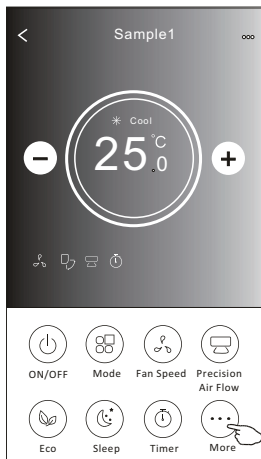 Sample1
Cool
25.0 °C
ON/OFF Mode Fan Speed Precision Air Flow
Eco Sleep Timer More